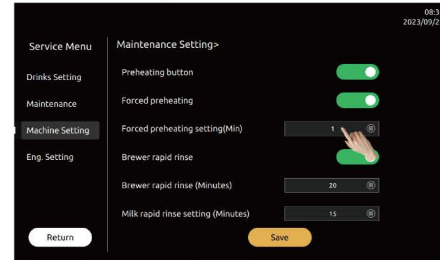 08:3
2023/09/2
Service Menu
Maintenance Setting>
Drinks Setting
Preheating button
Maintenance
Forced preheating
Machine Setting
Forced preheating setting(Min)
1
Eng. Setting
Brewer rapid rinse
Brewer rapid rinse (Minutes)
20
Milk rapid rinse setting (Minutes)
15
Return
Save